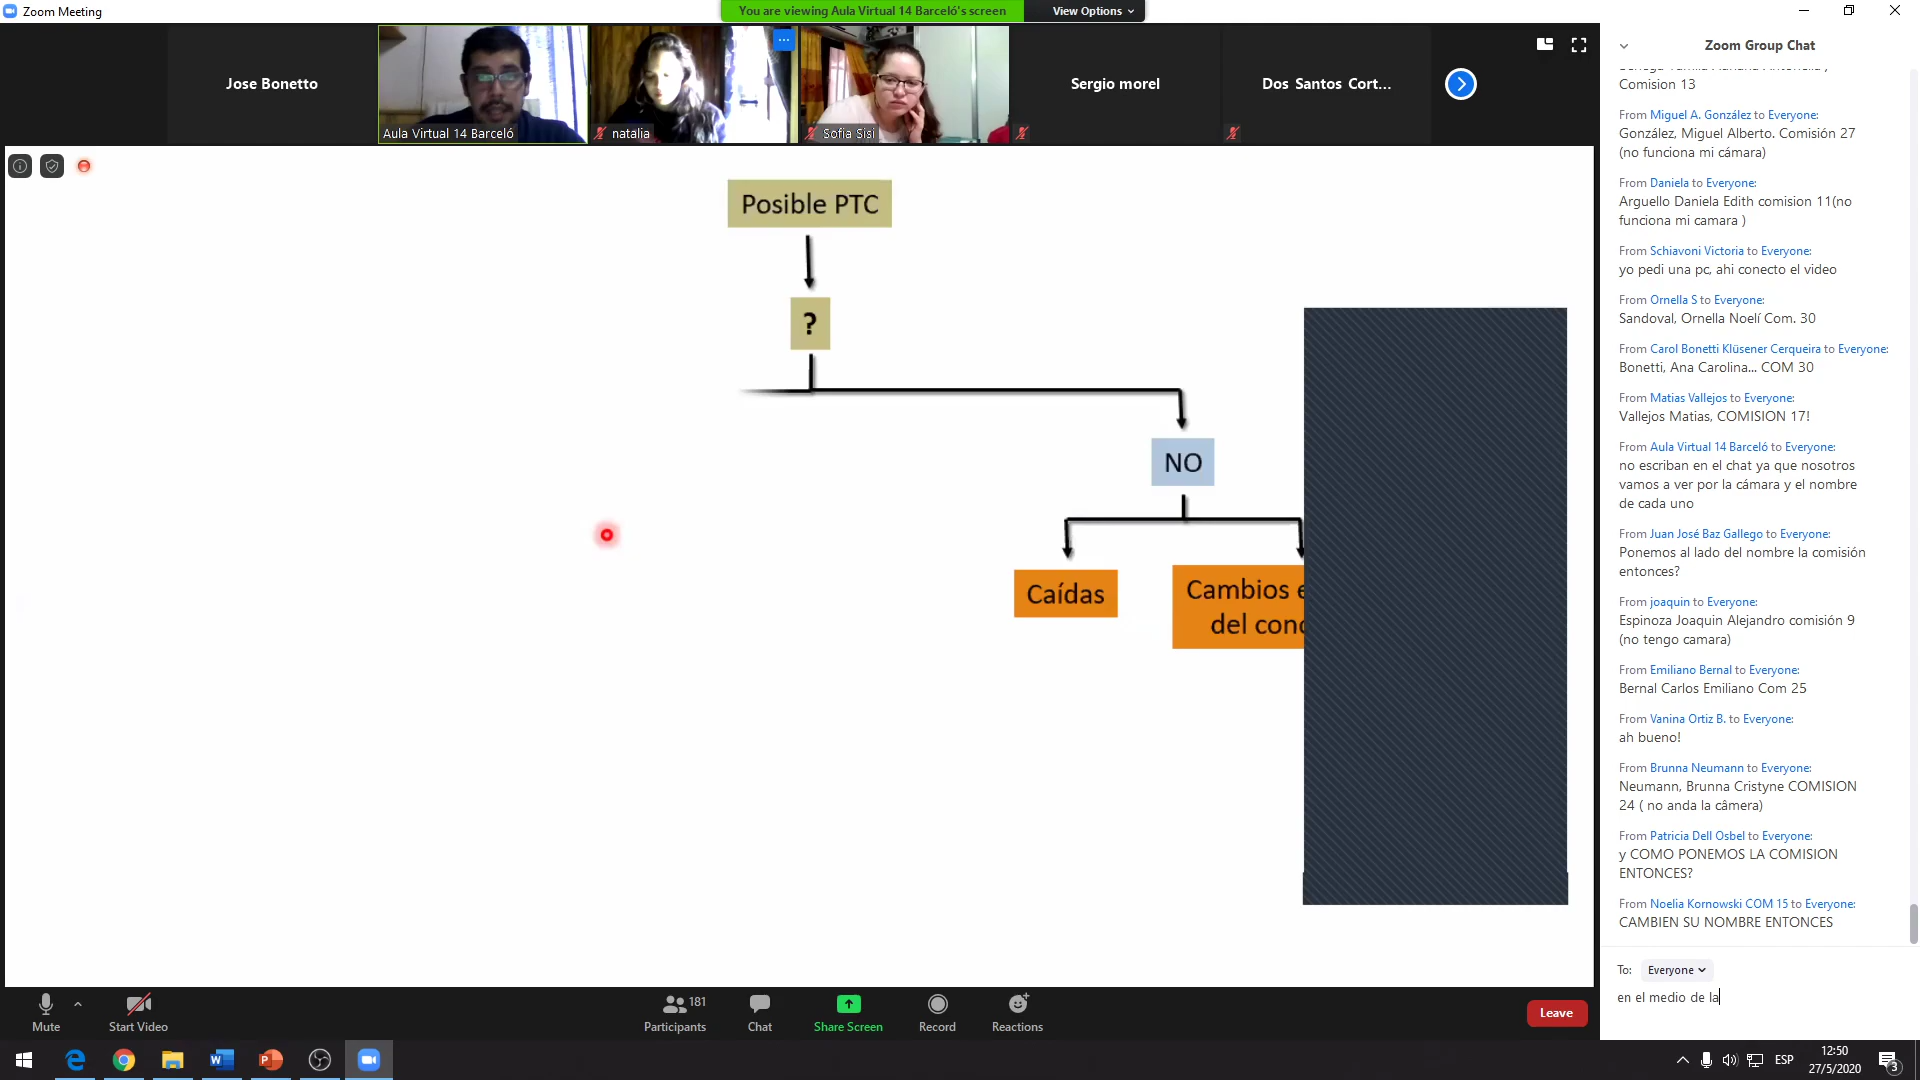 Zoom Meeting
You are viewing Aula Virtual 14 Barceló's screen
View Options
Jose Bonetto
Aula Virtual 14 Barceló
natalia
Sofia Sisi
Sergio morel
Dos Santos Cort...
Posible PTC
?
NO
Caídas
Cambios
del
Zoom Group Chat
Comision 13
From Miguel A. González to Everyone:
González, Miguel Alberto. Comisión 27
(no funciona mi cámara)
From Daniela to Everyone:
Arguello Daniela Edith comision 11(no
funciona mi camara )
From Schiavoni Victoria to Everyone:
yo pedi una pc, ahi conecto el video
From Ornella S to Everyone:
Sandoval, Ornella Noelí Com. 30
From Carol Bonetti Klüsener Cerqueira to Everyone:
Bonetti, Ana Carolina... COM 30
From Matias Vallejos to Everyone:
Vallejos Matias, COMISION 17!
From Aula Virtual 14 Barceló to Everyone:
no escriban en el chat ya que nosotros
vamos a ver por la cámara y el nombre
de cada uno
From Juan José Baz Gallego to Everyone:
Ponemos al lado del nombre la comisión
entonces?
From joaquin to Everyone:
Espinoza Joaquin Alejandro comisión 9
(no tengo camara)
From Emiliano Bernal to Everyone:
Bernal Carlos Emiliano Com 25
From Vanina Ortiz B. to Everyone:
ah bueno!
From Brunna Neumann to Everyone:
Neumann, Brunna Cristyne COMISION
24 ( no anda la câmera)
From Patricia Dell Osbel to Everyone:
y COMO PONEMOS LA COMISION
ENTONCES?
From Noelia Kornowski COM 15 to Everyone:
CAMBIEN SU NOMBRE ENTONCES
To: Everyone
en el medio de la
Mute
Start Video
181
Participants
Chat
Share Screen
Record
Reactions
Leave
ESP
12:50
27/5/2020
3